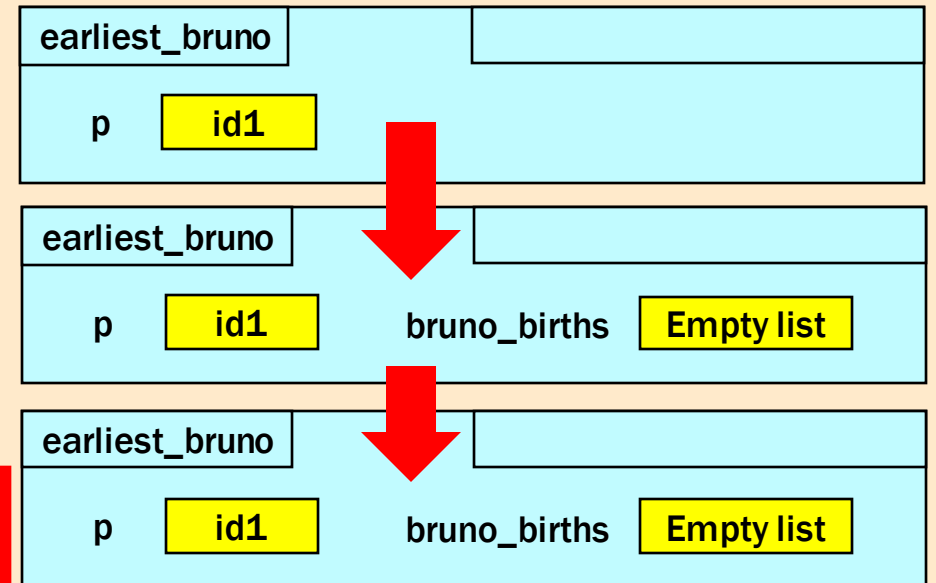 earliest_bruno
p id1
earliest_bruno
p id1 bruno_births Empty list
earliest_bruno
p id1 bruno_births Empty list